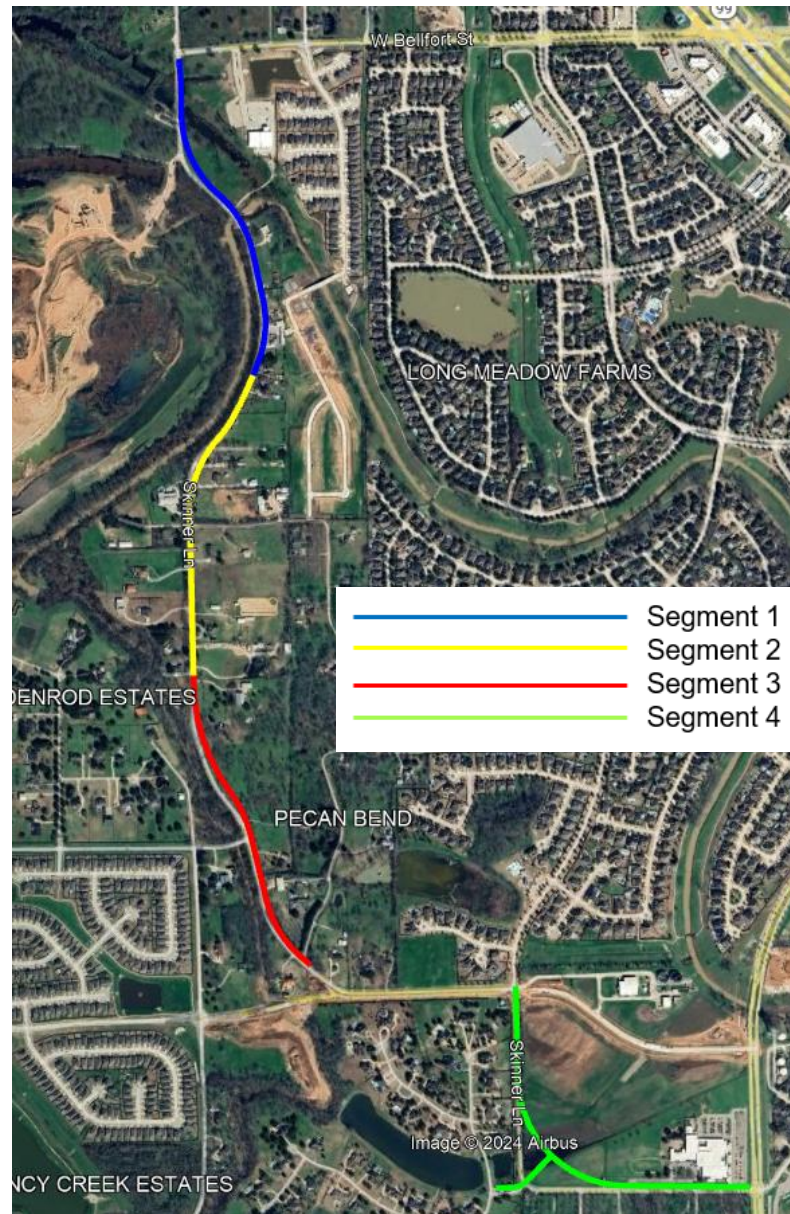 99
W Bellfort St
LONG MEADOW FARMS
Skinner Ln
Segment 1
Segment 2
DENROD ESTATES
Segment 3
Segment 4
PECAN BEND
Skinner Ln
Image © 2024 Airbus
NCY CREEK ESTATES